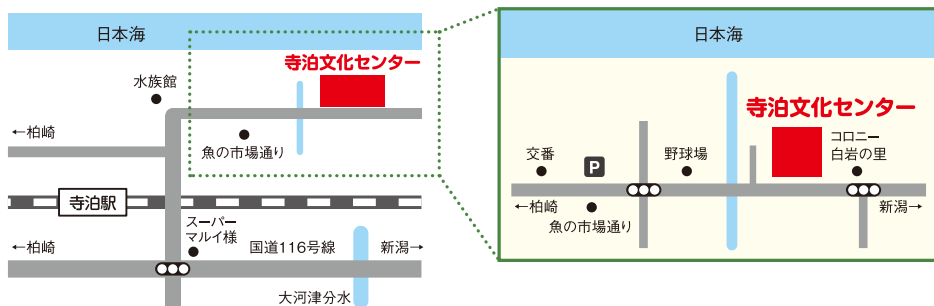 日本海
寺泊文化センター
水族館
←柏崎
魚の市場通り
寺泊駅
スーパー
マルイ様
←柏崎
国道116号線
新潟→
大河津分水
日本海
寺泊文化センター
コロニー
白岩の里
交番
P
野球場
←柏崎
新潟→
魚の市場通り